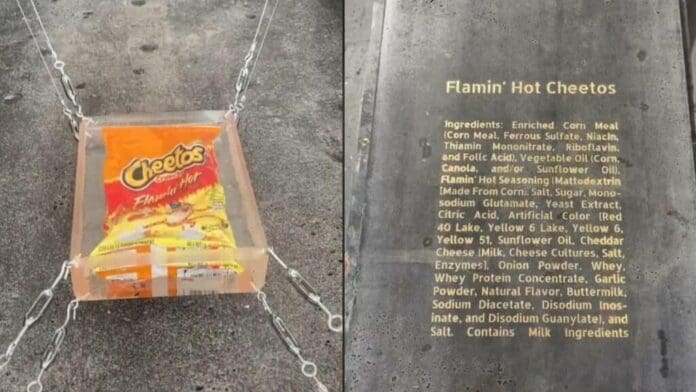 Cheetos
Crunchy
Flamin' Hot
Flamin' Hot Cheetos
Ingredients: Enriched Corn Meal
(Corn Meal, Ferrous Sulfate, Niacin,
Thiamin Mononitrate, Riboflavin,
and Follc Acid), Vegetable Oil (Corn,
Canola, and/or Sunflower Oil),
Flamin' Hot Seasoning (Maltodextrin
[Made From Corn], Salt, Sugar, Mono-
sodium Glutamate, Yeast Extract,
Citric Acid, Artificial Color [Red
40 Lake, Yellow 6 Lake, Yellow 6,
Yellow 5], Sunflower Oil, Cheddar
Cheese [Milk, Cheese Cultures, Salt,
Enzymes], Onion Powder, Whey,
Whey Protein Concentrate, Garlic
Powder, Natural Flavor, Buttermilk,
Sodium Diacetate, Disodium Inos-
inate, and Disodium Guanylate), and
Salt. Contains Milk Ingredients